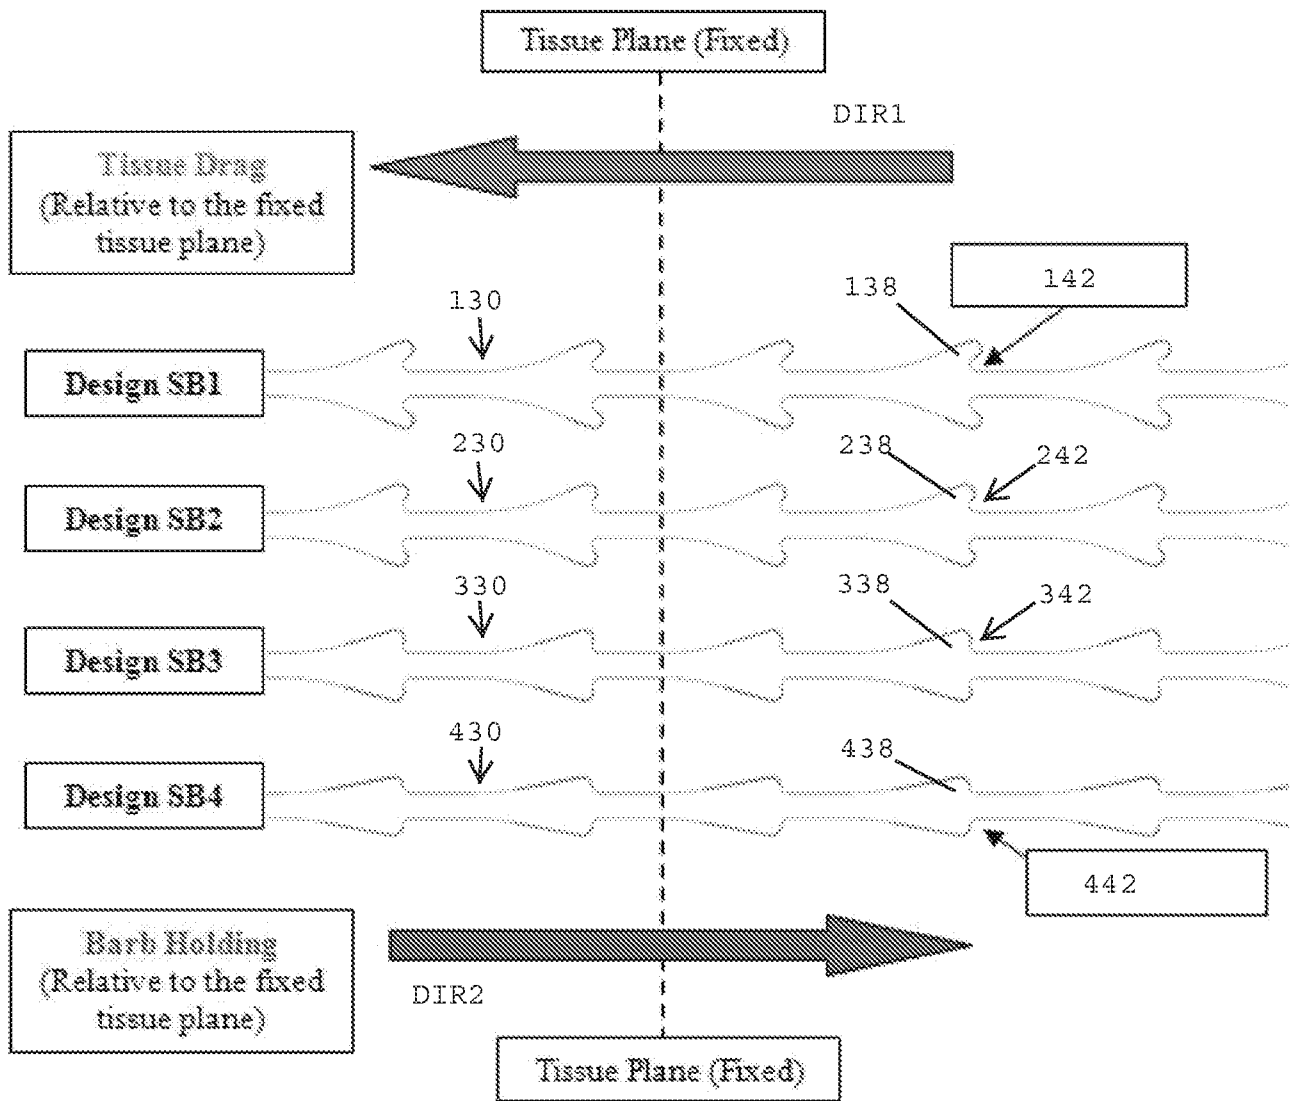 Tissue Plane (Fixed)
DIR1
Tissue Drag
(Relative to the fixed
tissue plane)
142
138
130
Design SB1
230
238
242
Design SB2
330
338
342
Design SB3
430
438
Design SB4
442
Barb Holding
(Relative to the fixed
tissue plane)
DIR2
Tissue Plane (Fixed)